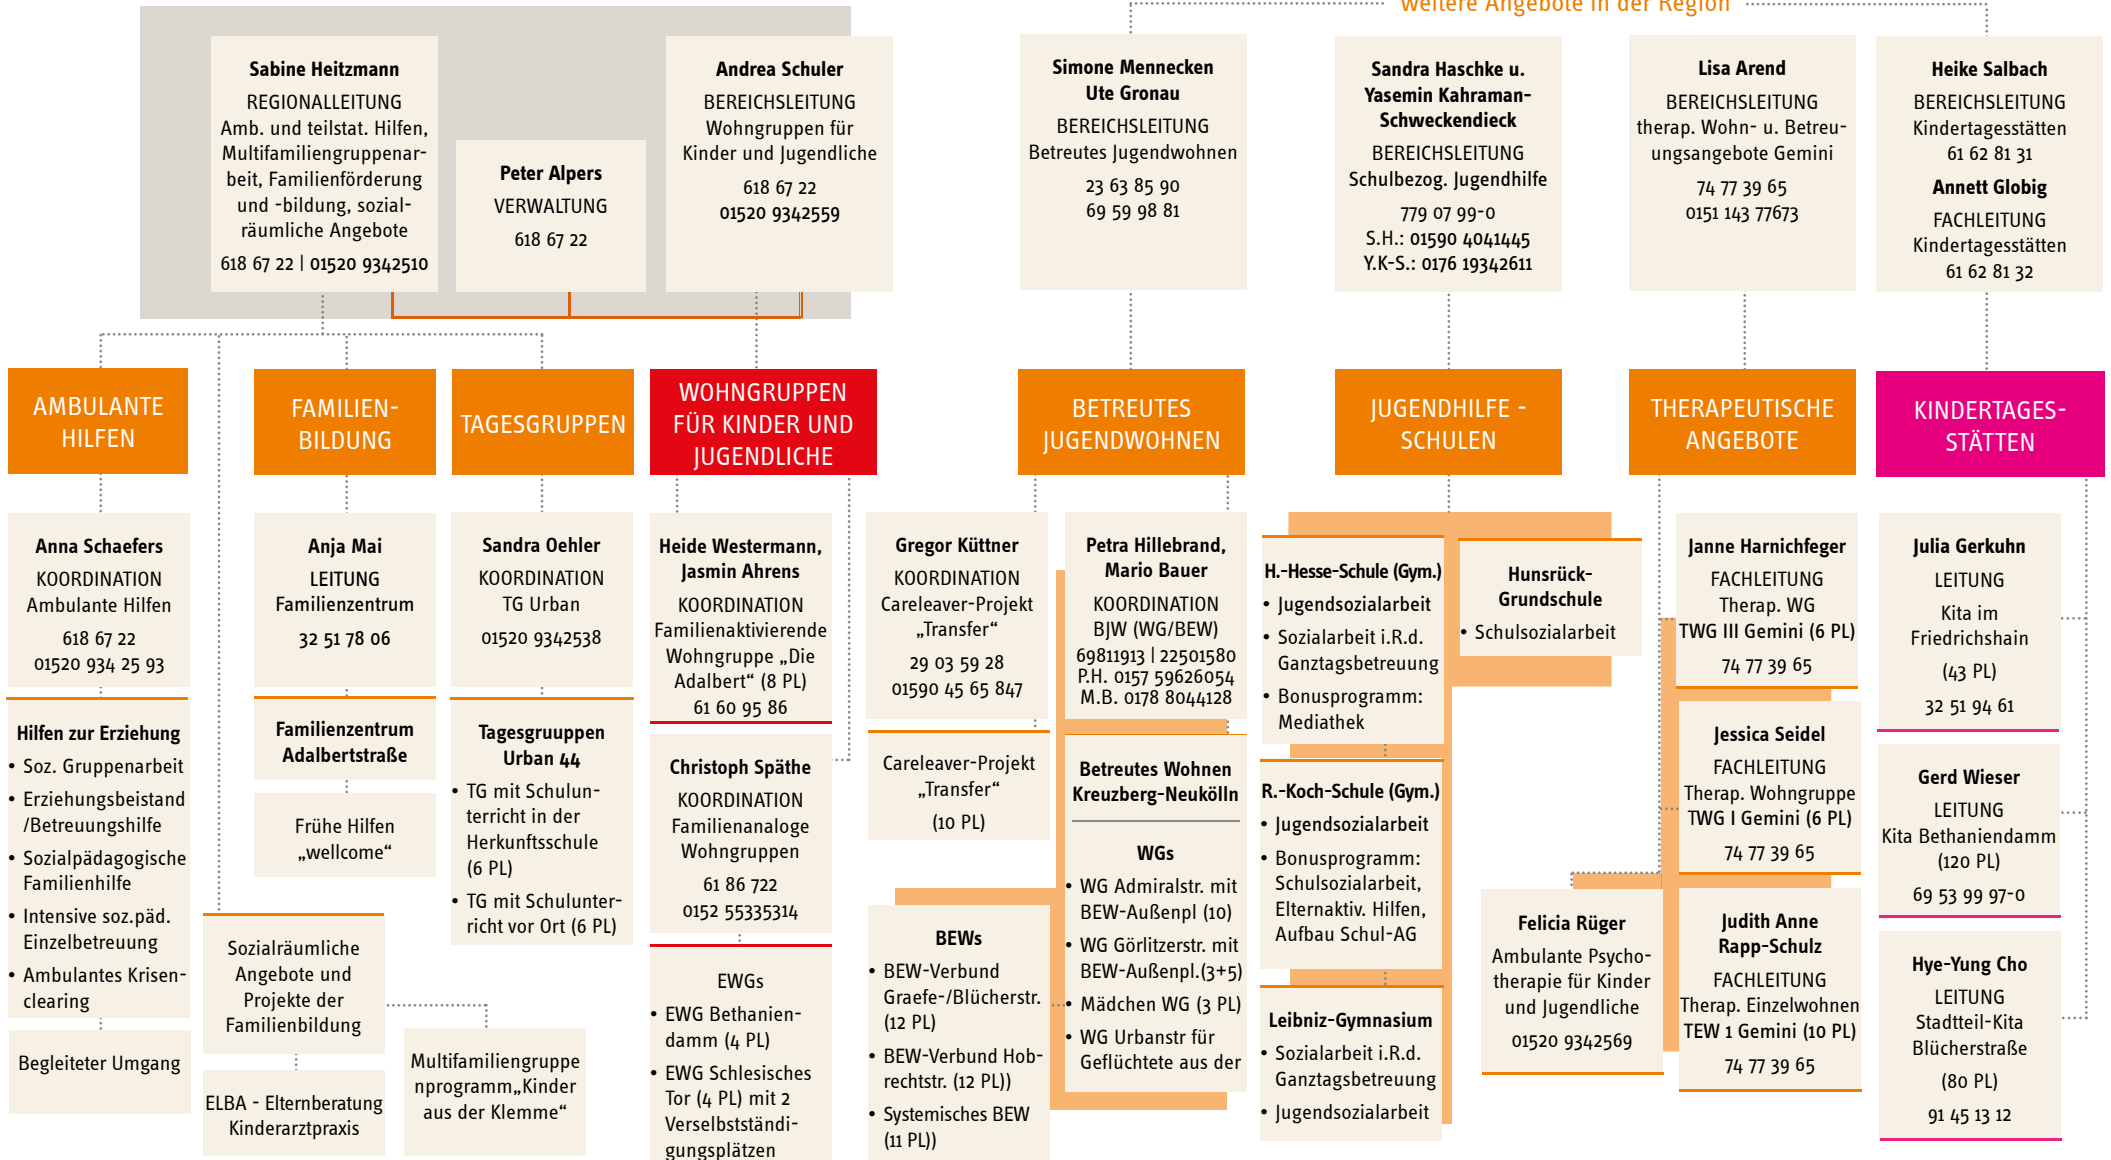 weitere Angebote in der Region
Sabine Heitzmann
REGIONALLEITUNG
Amb. und teilstat. Hilfen,
Multifamiliengruppenar-
beit, Familienförderung
und -bildung, sozial-
räumliche Angebote
618 67 22 | 01520 9342510
Peter Alpers
VERWALTUNG
618 67 22
Andrea Schuler
BEREICHSLEITUNG
Wohngruppen für
Kinder und Jugendliche
618 67 22
01520 9342559
Simone Mennecken
Ute Gronau
BEREICHSLEITUNG
Betreutes Jugendwohnen
23 63 85 90
69 59 98 81
Sandra Haschke u.
Yasemin Kahraman-
Schweckendieck
BEREICHSLEITUNG
Schulbezog. Jugendhilfe
779 07 99-0
S.H.: 01590 4041445
Y.K-S.: 0176 19342611
Lisa Arend
BEREICHSLEITUNG
therap. Wohn- u. Betreu-
ungsangebote Gemini
74 77 39 65
0151 143 77673
Heike Salbach
BEREICHSLEITUNG
Kindertagesstätten
61 62 81 31
Annett Globig
FACHLEITUNG
Kindertagesstätten
61 62 81 32
AMBULANTE
HILFEN
FAMILIEN-
BILDUNG
TAGESGRUPPEN
WOHNGRUPPEN
FÜR KINDER UND
JUGENDLICHE
BETREUTES
JUGENDWOHNEN
JUGENDHILFE -
SCHULEN
THERAPEUTISCHE
ANGEBOTE
KINDERTAGES-
STÄTTEN
Anna Schaefers
KOORDINATION
Ambulante Hilfen
618 67 22
01520 934 25 93
Hilfen zur Erziehung
• Soz. Gruppenarbeit
• Erziehungsbeistand
/Betreuungshilfe
• Sozialpädagogische
Familienhilfe
• Intensive soz.päd.
Einzelbetreuung
• Ambulantes Krisen-
clearing
Begleiteter Umgang
Anja Mai
LEITUNG
Familienzentrum
32 51 78 06
Familienzentrum
Adalbertstraße
Frühe Hilfen
„wellcome“
Sozialräumliche
Angebote und
Projekte der
Familienbildung
ELBA - Elternberatung
Kinderarztpraxis
Multifamiliengruppe
nprogramm„Kinder
aus der Klemme“
Sandra Oehler
KOORDINATION
TG Urban
01520 9342538
Tagesgruuppen
Urban 44
• TG mit Schulun-
terricht in der
Herkunftsschule
(6 PL)
• TG mit Schulunter-
richt vor Ort (6 PL)
Heide Westermann,
Jasmin Ahrens
KOORDINATION
Familienaktivierende
Wohngruppe „Die
Adalbert“ (8 PL)
61 60 95 86
Christoph Späthe
KOORDINATION
Familienanaloge
Wohngruppen
61 86 722
0152 55335314
EWGs
• EWG Bethanien-
damm (4 PL)
• EWG Schlesisches
Tor (4 PL) mit 2
Verselbstständi-
gungsplätzen
Gregor Küttner
KOORDINATION
Careleaver-Projekt
„Transfer“
29 03 59 28
01590 45 65 847
Careleaver-Projekt
„Transfer“
(10 PL)
BEWs
• BEW-Verbund
Graefe-/Blücherstr.
(12 PL)
• BEW-Verbund Hob-
rechtstr. (12 PL))
• Systemisches BEW
(11 PL))
Petra Hillebrand,
Mario Bauer
KOORDINATION
BJW (WG/BEW)
69811913 | 22501580
P.H. 0157 59626054
M.B. 0178 8044128
Betreutes Wohnen
Kreuzberg-Neukölln
WGs
• WG Admiralstr. mit
BEW-Außenpl (10)
• WG Görlitzerstr. mit
BEW-Außenpl.(3+5)
• Mädchen WG (3 PL)
• WG Urbanstr für
Geflüchtete aus der
H.-Hesse-Schule (Gym.)
• Jugendsozialarbeit
• Sozialarbeit i.R.d.
Ganztagsbetreuung
• Bonusprogramm:
Mediathek
R.-Koch-Schule (Gym.)
• Jugendsozialarbeit
• Bonusprogramm:
Schulsozialarbeit,
Elternaktiv. Hilfen,
Aufbau Schul-AG
Leibniz-Gymnasium
• Sozialarbeit i.R.d.
Ganztagsbetreuung
• Jugendsozialarbeit
Hunsrück-
Grundschule
• Schulsozialarbeit
Felicia Rüger
Ambulante Psycho-
therapie für Kinder
und Jugendliche
01520 9342569
Janne Harnichfeger
FACHLEITUNG
Therap. WG
TWG III Gemini (6 PL)
74 77 39 65
Jessica Seidel
FACHLEITUNG
Therap. Wohngruppe
TWG I Gemini (6 PL)
74 77 39 65
Judith Anne
Rapp-Schulz
FACHLEITUNG
Therap. Einzelwohnen
TEW 1 Gemini (10 PL)
74 77 39 65
Julia Gerkuhn
LEITUNG
Kita im
Friedrichshain
(43 PL)
32 51 94 61
Gerd Wieser
LEITUNG
Kita Bethaniendamm
(120 PL)
69 53 99 97-0
Hye-Yung Cho
LEITUNG
Stadtteil-Kita
Blücherstraße
(80 PL)
91 45 13 12